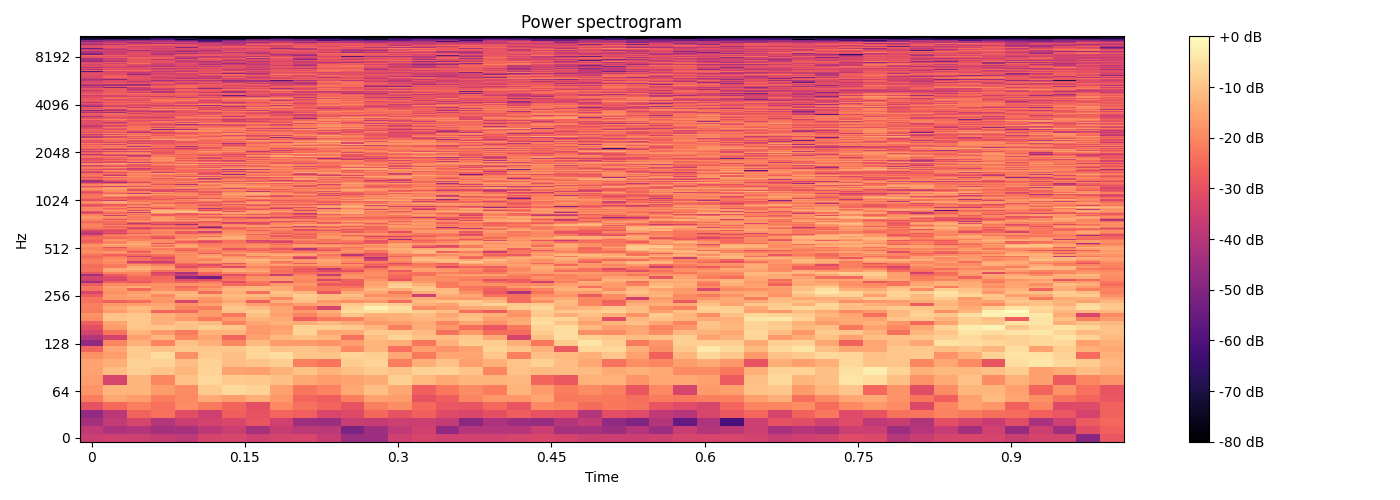 Power spectrogram
Hz
8192
4096
2048
1024
512
256
128
64
0
0 0.15 0.3 0.45 0.6 0.75 0.9
Time
+0 dB
-10 dB
-20 dB
-30 dB
-40 dB
-50 dB
-60 dB
-70 dB
-80 dB